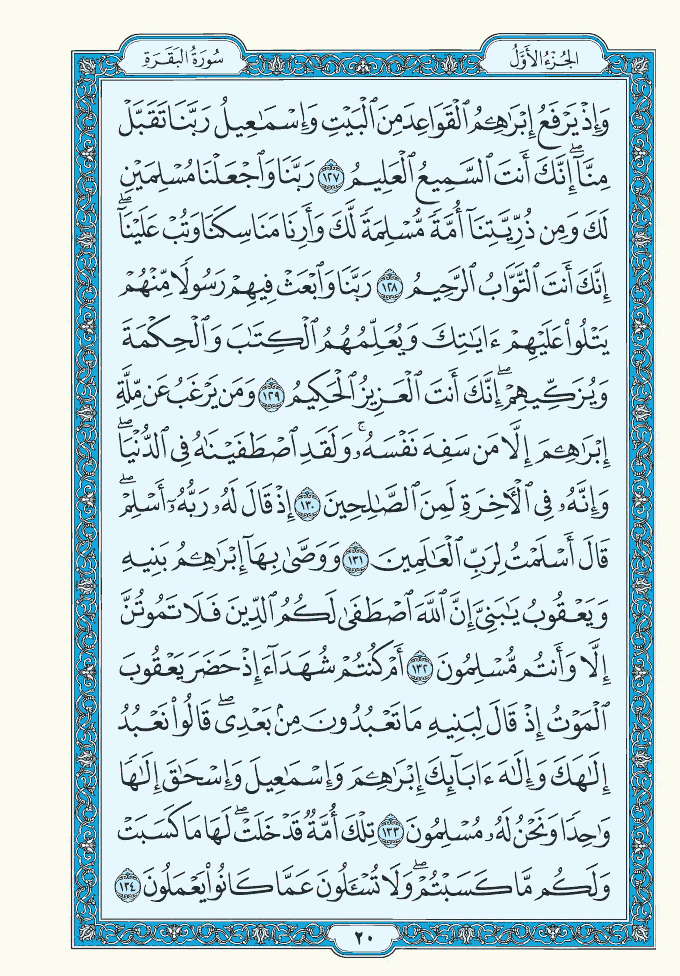 الجُزْءُ الأَوَّلُ
سُورَةُ البَقَرَةِ
وَإِذْ يَرْفَعُ إِبْرَٰهِـۧمُ ٱلْقَوَاعِدَ مِنَ ٱلْبَيْتِ وَإِسْمَٰعِيلُ رَبَّنَا تَقَبَّلْ
مِنَّآۖ إِنَّكَ أَنتَ ٱلسَّمِيعُ ٱلْعَلِيمُ ١٢٧ رَبَّنَا وَٱجْعَلْنَا مُسْلِمَيْنِ
لَكَ وَمِن ذُرِّيَّتِنَآ أُمَّةً مُّسْلِمَةً لَّكَ وَأَرِنَا مَنَاسِكَنَا وَتُبْ عَلَيْنَآۖ
إِنَّكَ أَنتَ ٱلتَّوَّابُ ٱلرَّحِيمُ ١٢٨ رَبَّنَا وَٱبْعَثْ فِيهِمْ رَسُولًا مِّنْهُمْ
يَتْلُوا۟ عَلَيْهِمْ ءَايَٰتِكَ وَيُعَلِّمُهُمُ ٱلْكِتَٰبَ وَٱلْحِكْمَةَ
وَيُزَكِّيهِمْۖ إِنَّكَ أَنتَ ٱلْعَزِيزُ ٱلْحَكِيمُ ١٢٩ وَمَن يَرْغَبُ عَن مِّلَّةِ
إِبْرَٰهِـۧمَ إِلَّا مَن سَفِهَ نَفْسَهُۥۚ وَلَقَدِ ٱصْطَفَيْنَٰهُ فِى ٱلدُّنْيَاۖ
وَإِنَّهُۥ فِى ٱلْأَخِرَةِ لَمِنَ ٱلصَّٰلِحِينَ ١٣٠ إِذْ قَالَ لَهُۥ رَبُّهُۥٓ أَسْلِمْۖ
قَالَ أَسْلَمْتُ لِرَبِّ ٱلْعَٰلَمِينَ ١٣١ وَوَصَّىٰ بِهَآ إِبْرَٰهِـۧمُ بَنِيهِ
وَيَعْقُوبُ يَٰبَنِىَّ إِنَّ ٱللَّهَ ٱصْطَفَىٰ لَكُمُ ٱلدِّينَ فَلَا تَمُوتُنَّ
إِلَّا وَأَنتُم مُّسْلِمُونَ ١٣٢ أَمْ كُنتُمْ شُهَدَآءَ إِذْ حَضَرَ يَعْقُوبَ
ٱلْمَوْتُ إِذْ قَالَ لِبَنِيهِ مَا تَعْبُدُونَ مِنۢ بَعْدِىۖ قَالُوا۟ نَعْبُدُ
إِلَٰهَكَ وَإِلَٰهَ ءَابَآئِكَ إِبْرَٰهِـۧمَ وَإِسْمَٰعِيلَ وَإِسْحَٰقَ إِلَٰهًا
وَٰحِدًا وَنَحْنُ لَهُۥ مُسْلِمُونَ ١٣٣ تِلْكَ أُمَّةٌ قَدْ خَلَتْۖ لَهَا مَا كَسَبَتْ
وَلَكُم مَّا كَسَبْتُمْۖ وَلَا تُسْـَٔلُونَ عَمَّا كَانُوا۟ يَعْمَلُونَ ١٣٤
٢٠